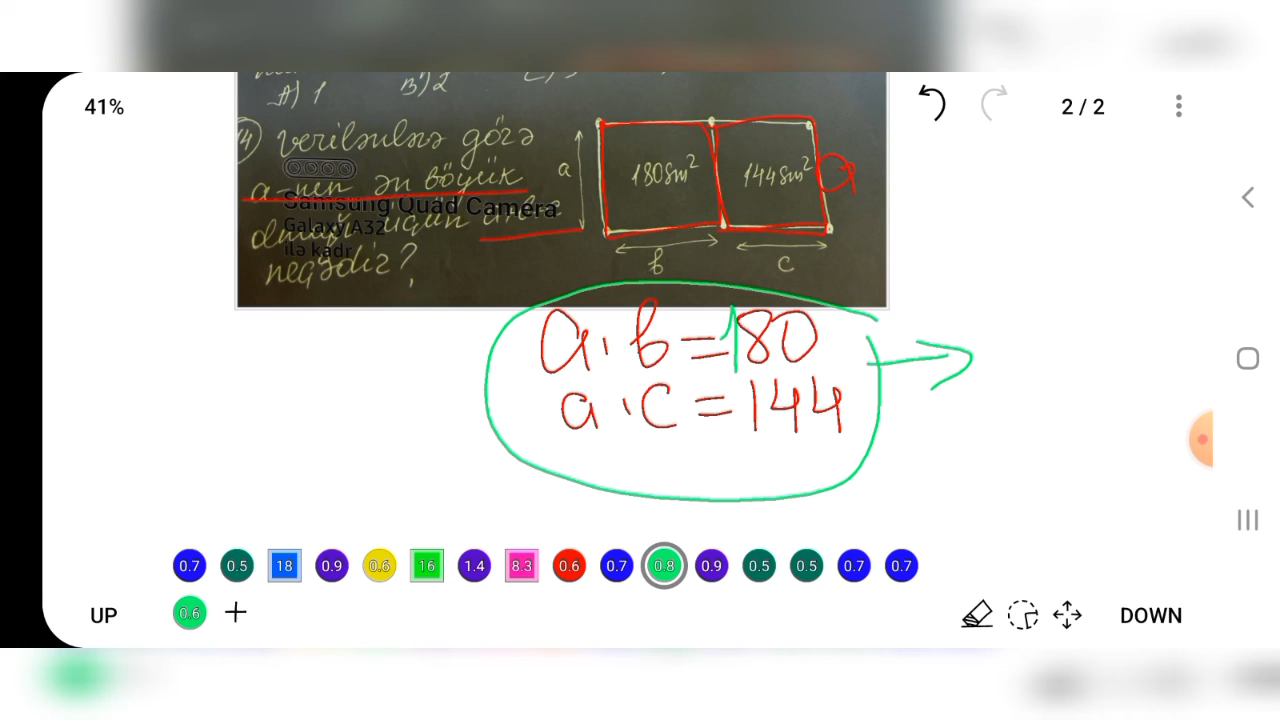 41%
2 / 2
A) 1
B) 2
4) verilənlərə görə
a-nın ən böyük
olması üçün
neçədir?
Samsung Quad Camera
Galaxy A32
ilə kadr
a
180sm²
144sm²
b
c
a·b=180
a·c=144
0.7 0.5 18 0.9 0.6 16 1.4 8.3 0.6 0.7 0.8 0.9 0.5 0.5 0.7 0.7
UP
0.6
DOWN